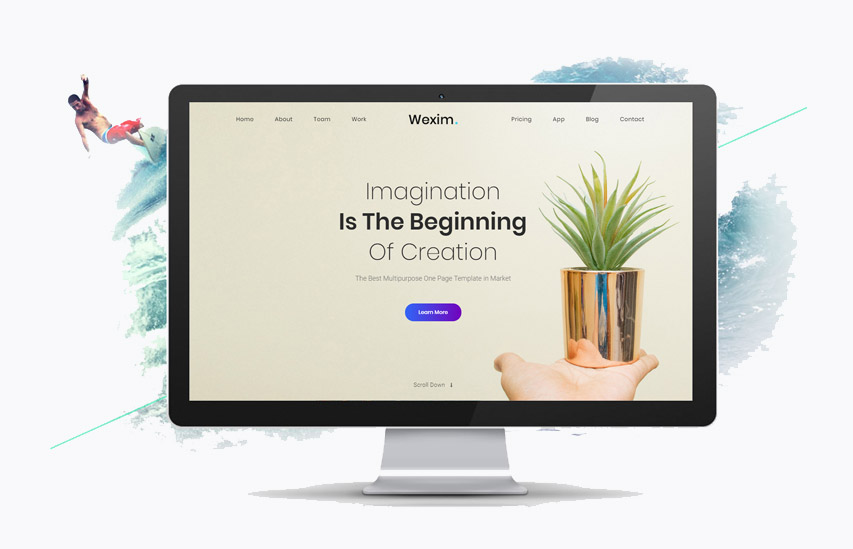 Home About Team Work Wexim. Pricing App Blog Contact
Imagination
Is The Beginning
Of Creation
The Best Multipurpose One Page Template in Market
Learn More
Scroll Down ↓